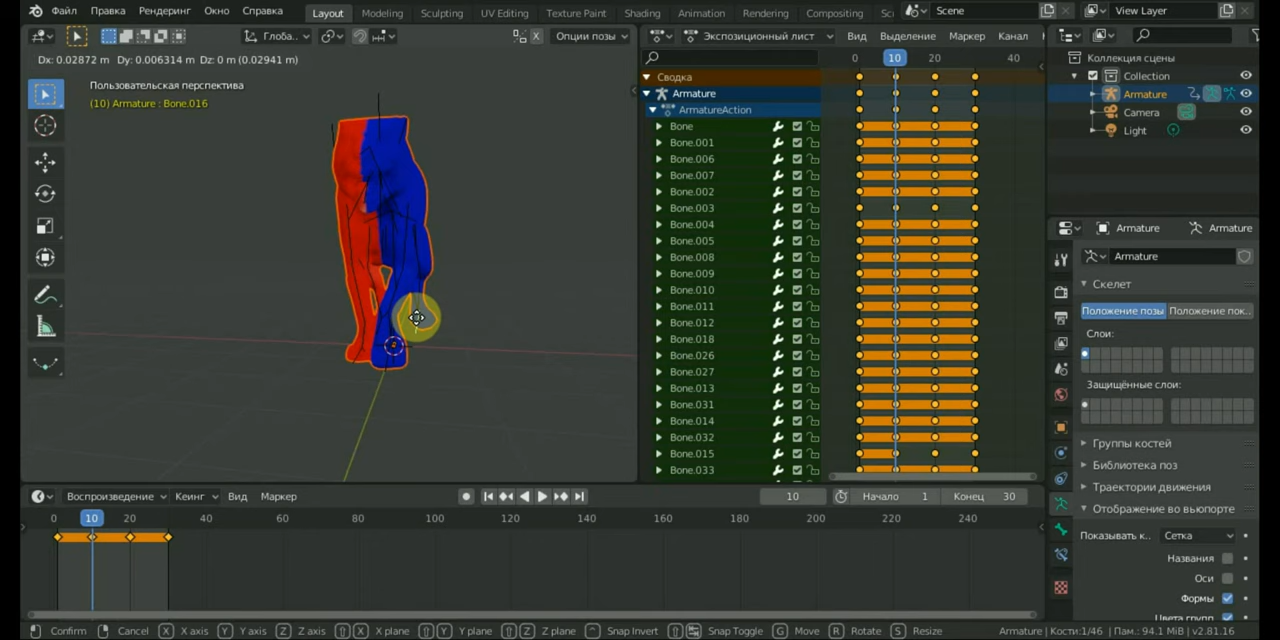 Файл Правка Рендеринг Окно Справка Layout Modeling Sculpting UV Editing Texture Paint Shading Animation Rendering Compositing Sc Scene View Layer
Глоба.. X Опции позы Экспозиционный лист Вид Выделение Маркер Канал
Dx: 0.02872 m Dy: 0.006314 m Dz: 0 m (0.02941 m)
Пользовательская перспектива
(10) Armature : Bone.016
0 10 20 40
Сводка
Armature
ArmatureAction
Bone
Bone.001
Bone.006
Bone.007
Bone.002
Bone.003
Bone.004
Bone.005
Bone.008
Bone.009
Bone.010
Bone.011
Bone.012
Bone.018
Bone.026
Bone.027
Bone.013
Bone.031
Bone.014
Bone.032
Bone.015
Bone.033
Коллекция сцены
Collection
Armature
Camera
Light
Armature Armature
Armature
Скелет
Положение позы Положение пок..
Слои:
Защищённые слои:
Группы костей
Библиотека поз
Траектории движения
Отображение во вьюпорте
Показывать к.. Сетка
Названия
Оси
Формы
Цвета групп
Воспроизведение Кеинг Вид Маркер 10 Начало 1 Конец 30
0 10 20 40 60 80 100 120 140 160 180 200 220 240
Confirm Cancel X X axis Y Y axis Z Z axis X X plane Y Y plane Z Z plane Snap Invert Snap Toggle G Move R Rotate S Resize Armature | Кости:1/46 | Пам.: 94.1 MiB | v2.81.16